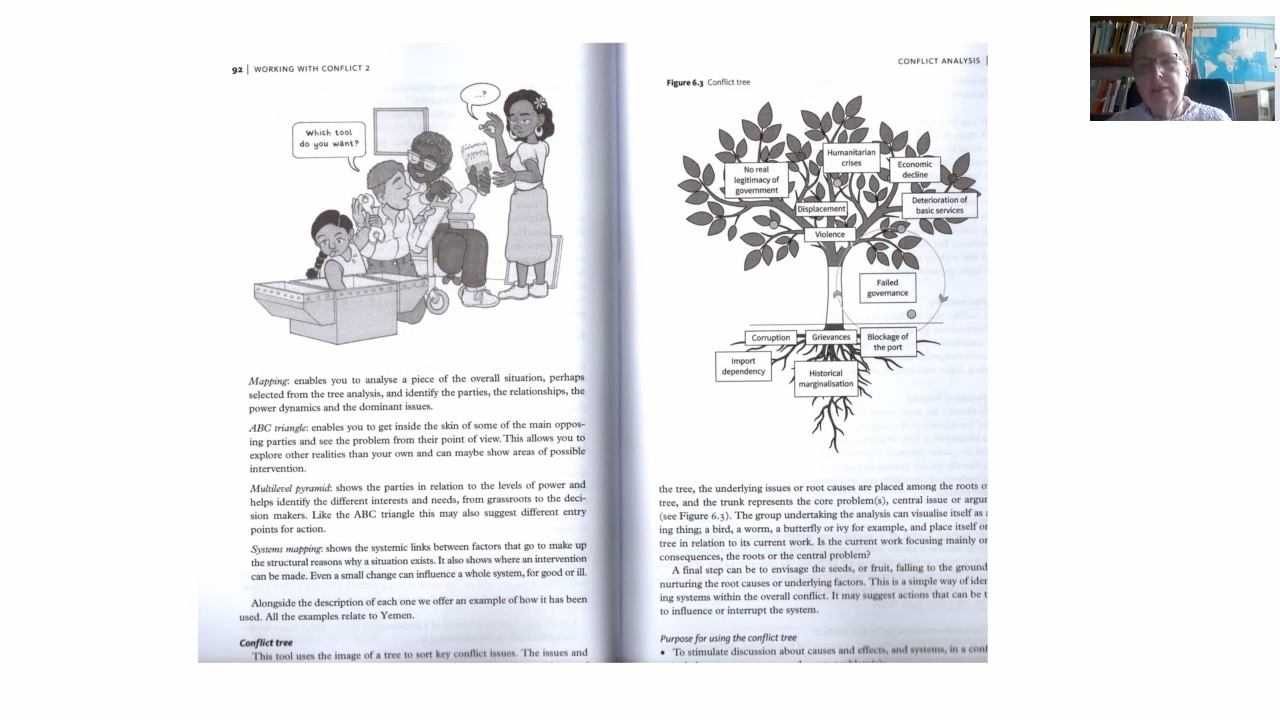 92 | WORKING WITH CONFLICT 2
Which tool
do you want?
...?
Mapping: enables you to analyse a piece of the overall situation, perhaps
selected from the tree analysis, and identify the parties, the relationships, the
power dynamics and the dominant issues.
ABC triangle: enables you to get inside the skin of some of the main oppos-
ing parties and see the problem from their point of view. This allows you to
explore other realities than your own and can maybe show areas of possible
intervention.
Multilevel pyramid: shows the parties in relation to the levels of power and
helps identify the different interests and needs, from grassroots to the deci-
sion makers. Like the ABC triangle this may also suggest different entry
points for action.
Systems mapping: shows the systemic links between factors that go to make up
the structural reasons why a situation exists. It also shows where an intervention
can be made. Even a small change can influence a whole system, for good or ill.
Alongside the description of each one we offer an example of how it has been
used. All the examples relate to Yemen.
Conflict tree
This tool uses the image of a tree to sort key conflict issues. The issues and
CONFLICT ANALYSIS |
Figure 6.3 Conflict tree
Humanitarian
crises
No real
legitimacy of
government
Economic
decline
Displacement
Deterioration of
basic services
Violence
Failed
governance
Corruption
Grievances
Blockage of
the port
Import
dependency
Historical
marginalisation
the tree, the underlying issues or root causes are placed among the roots o
tree, and the trunk represents the core problem(s), central issue or argu
(see Figure 6.3). The group undertaking the analysis can visualise itself as
ing thing; a bird, a worm, a butterfly or ivy for example, and place itself o
tree in relation to its current work. Is the current work focusing mainly o
consequences, the roots or the central problem?
A final step can be to envisage the seeds, or fruit, falling to the ground
nurturing the root causes or underlying factors. This is a simple way of iden
ing systems within the overall conflict. It may suggest actions that can be t
to influence or interrupt the system.
Purpose for using the conflict tree
• To stimulate discussion about causes and effects, and systems, in a conf